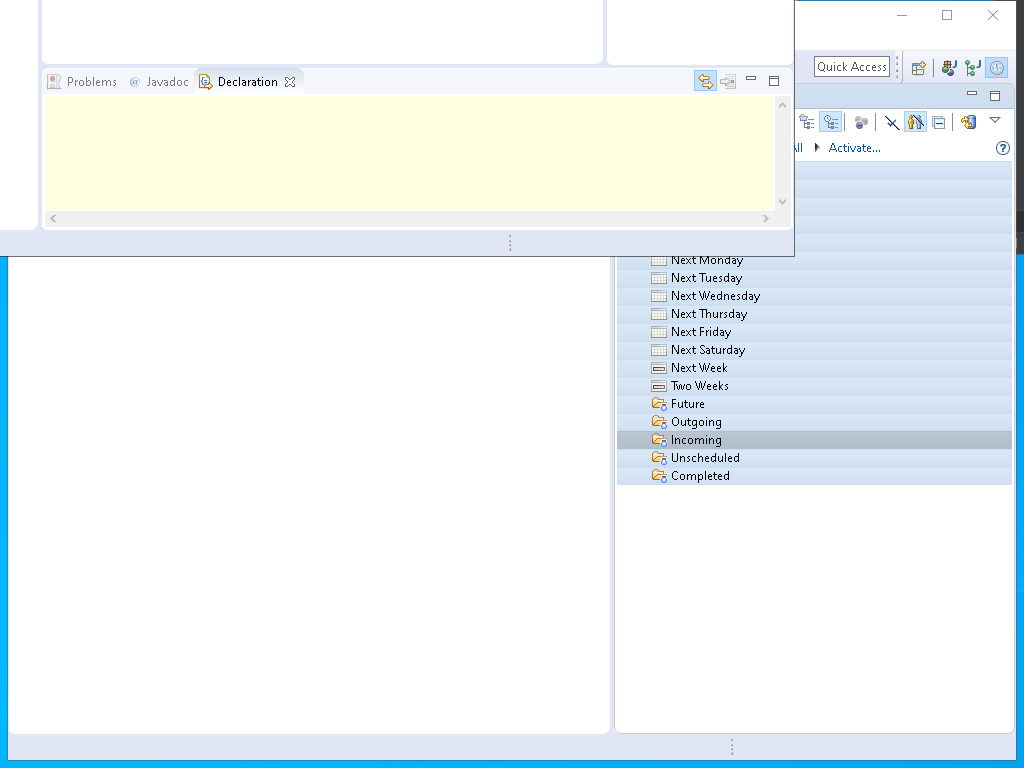 Quick Access
Problems
@ Javadoc
Declaration
Activate...
Next Monday
Next Tuesday
Next Wednesday
Next Thursday
Next Friday
Next Saturday
Next Week
Two Weeks
Future
Outgoing
Incoming
Unscheduled
Completed